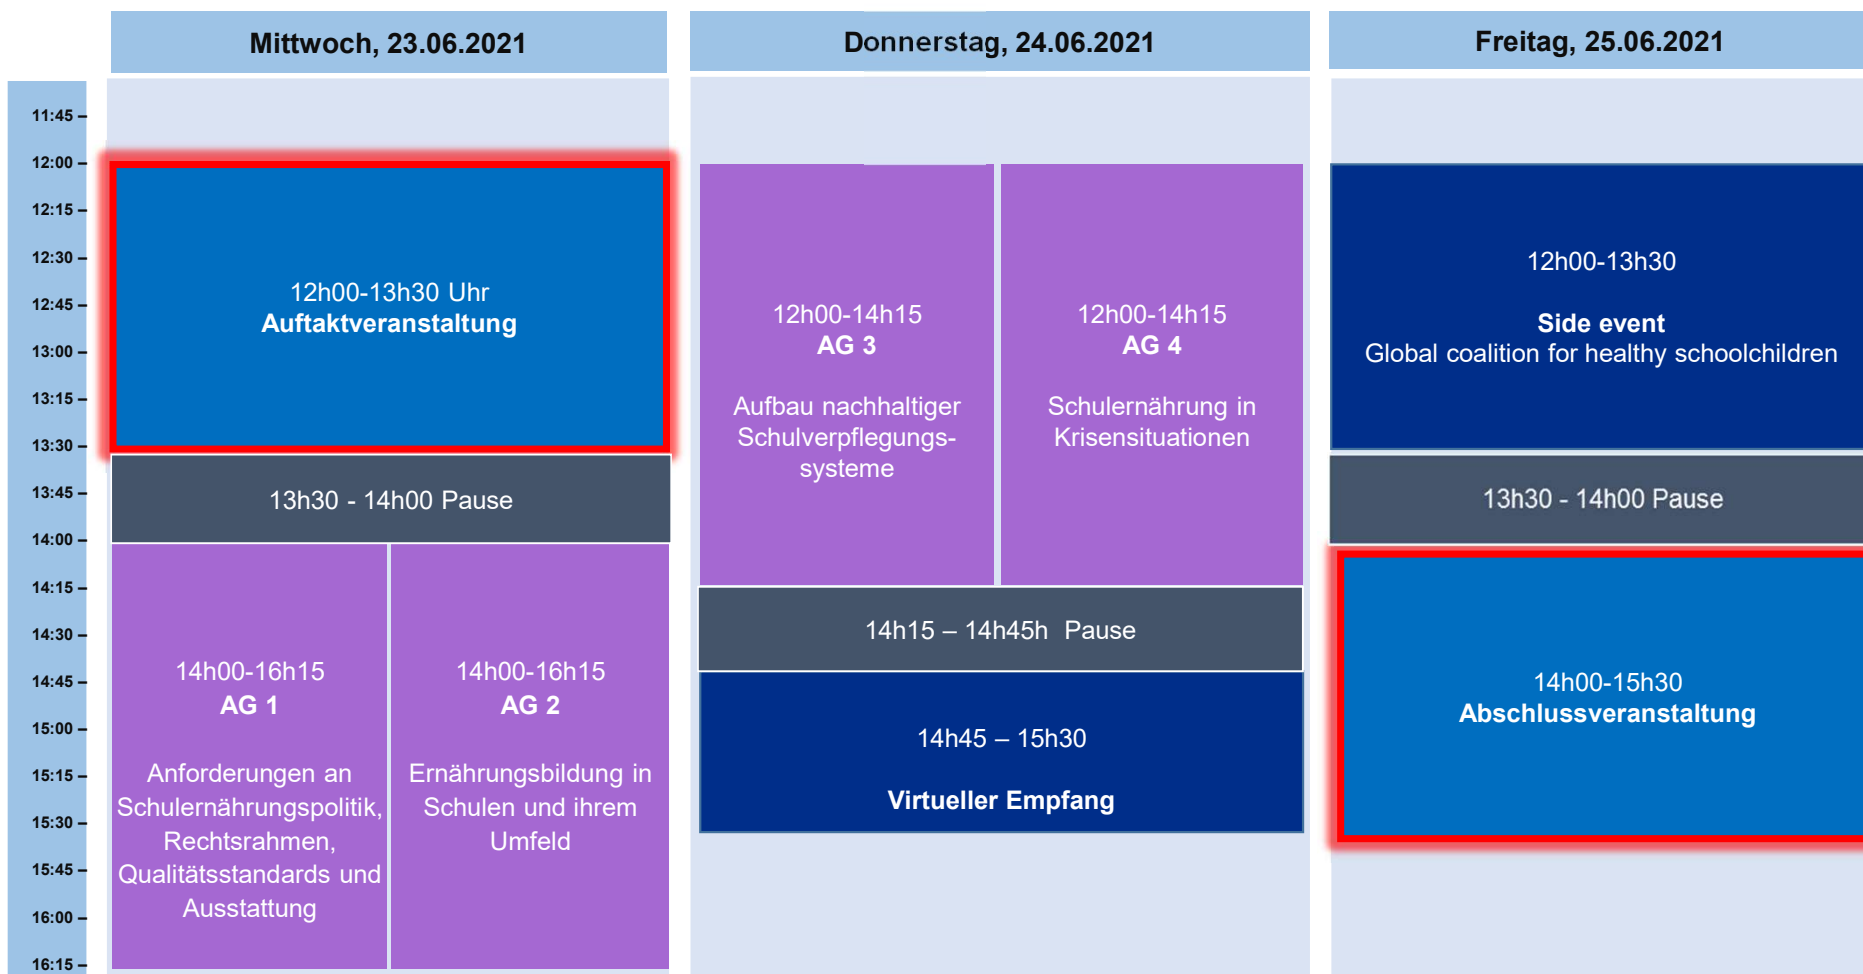 Mittwoch, 23.06.2021
Donnerstag, 24.06.2021
Freitag, 25.06.2021
11:45
12:00
12:15
12:30
12:45
13:00
13:15
13:30
13:45
14:00
14:15
14:30
14:45
15:00
15:15
15:30
15:45
16:00
16:15
12h00-13h30 Uhr
Auftaktveranstaltung
13h30 - 14h00 Pause
14h00-16h15
AG 1
Anforderungen an
Schulernährungspolitik,
Rechtsrahmen,
Qualitätsstandards und
Ausstattung
14h00-16h15
AG 2
Ernährungsbildung in
Schulen und ihrem
Umfeld
12h00-14h15
AG 3
Aufbau nachhaltiger
Schulverpflegungs-
systeme
12h00-14h15
AG 4
Schulernährung in
Krisensituationen
14h15 – 14h45h Pause
14h45 – 15h30
Virtueller Empfang
12h00-13h30
Side event
Global coalition for healthy schoolchildren
13h30 - 14h00 Pause
14h00-15h30
Abschlussveranstaltung